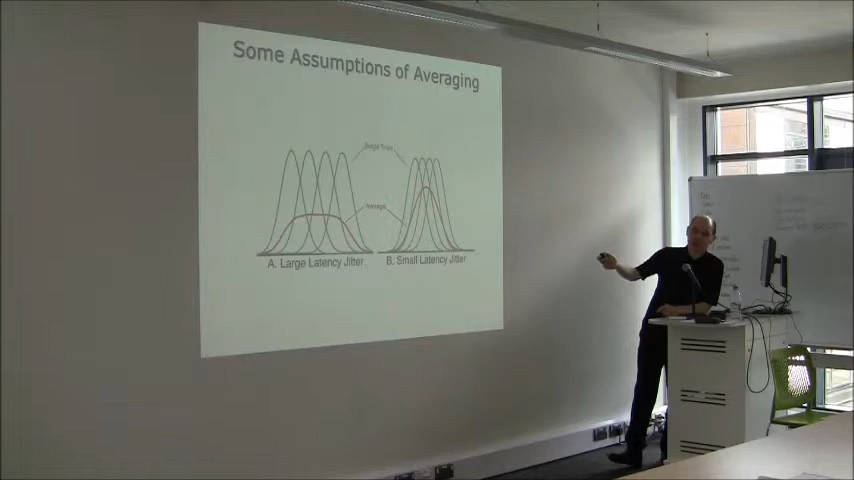 Some Assumptions of Averaging
Single Trials
Average
A. Large Latency Jitter
B. Small Latency Jitter